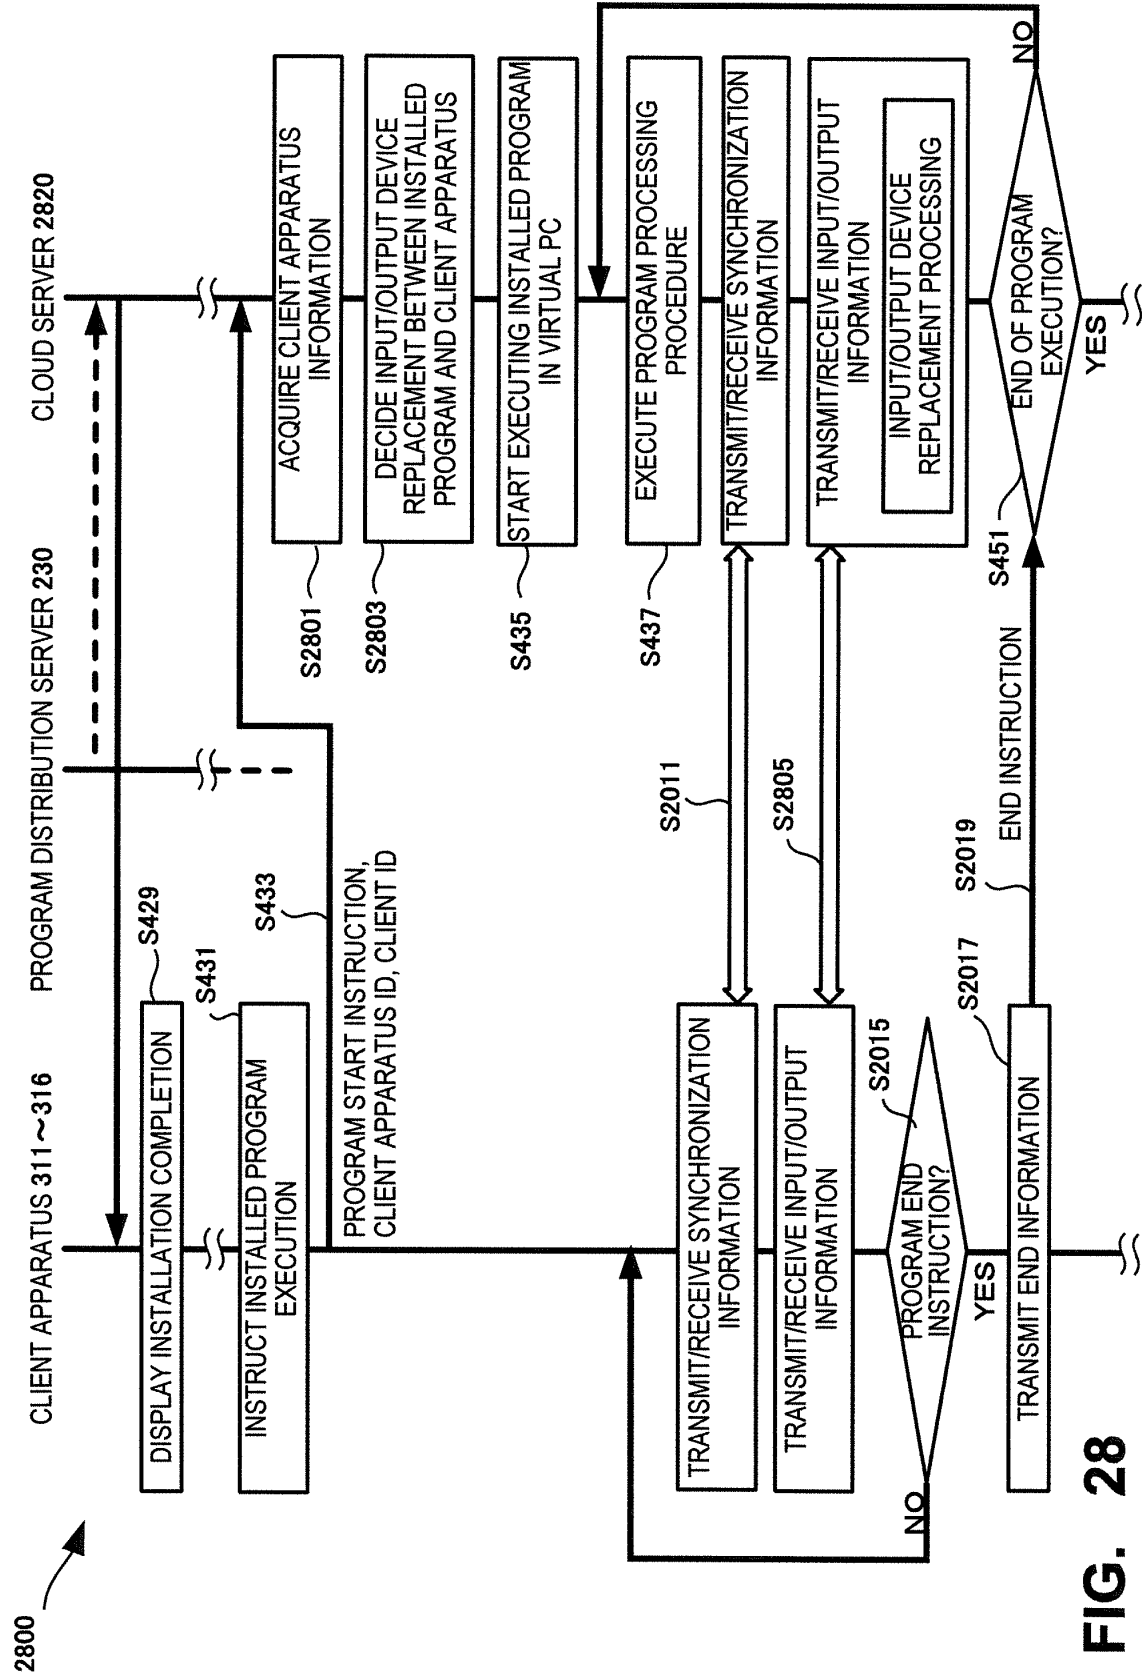 2800
CLIENT APPARATUS 311～316
PROGRAM DISTRIBUTION SERVER 230
CLOUD SERVER 2820
DISPLAY INSTALLATION COMPLETION
S429
INSTRUCT INSTALLED PROGRAM
EXECUTION
S431
S433
PROGRAM START INSTRUCTION,
CLIENT APPARATUS ID, CLIENT ID
ACQUIRE CLIENT APPARATUS
INFORMATION
S2801
DECIDE INPUT/OUTPUT DEVICE
REPLACEMENT BETWEEN INSTALLED
PROGRAM AND CLIENT APPARATUS
S2803
START EXECUTING INSTALLED PROGRAM
IN VIRTUAL PC
S435
EXECUTE PROGRAM PROCESSING
PROCEDURE
S437
TRANSMIT/RECEIVE SYNCHRONIZATION
INFORMATION
S2011
TRANSMIT/RECEIVE SYNCHRONIZATION
INFORMATION
TRANSMIT/RECEIVE INPUT/OUTPUT
INFORMATION
S2805
TRANSMIT/RECEIVE INPUT/OUTPUT
INFORMATION
INPUT/OUTPUT DEVICE
REPLACEMENT PROCESSING
PROGRAM END
INSTRUCTION?
S2015
NO
YES
TRANSMIT END INFORMATION
S2017
S2019
END INSTRUCTION
END OF PROGRAM
EXECUTION?
S451
NO
YES
FIG. 28